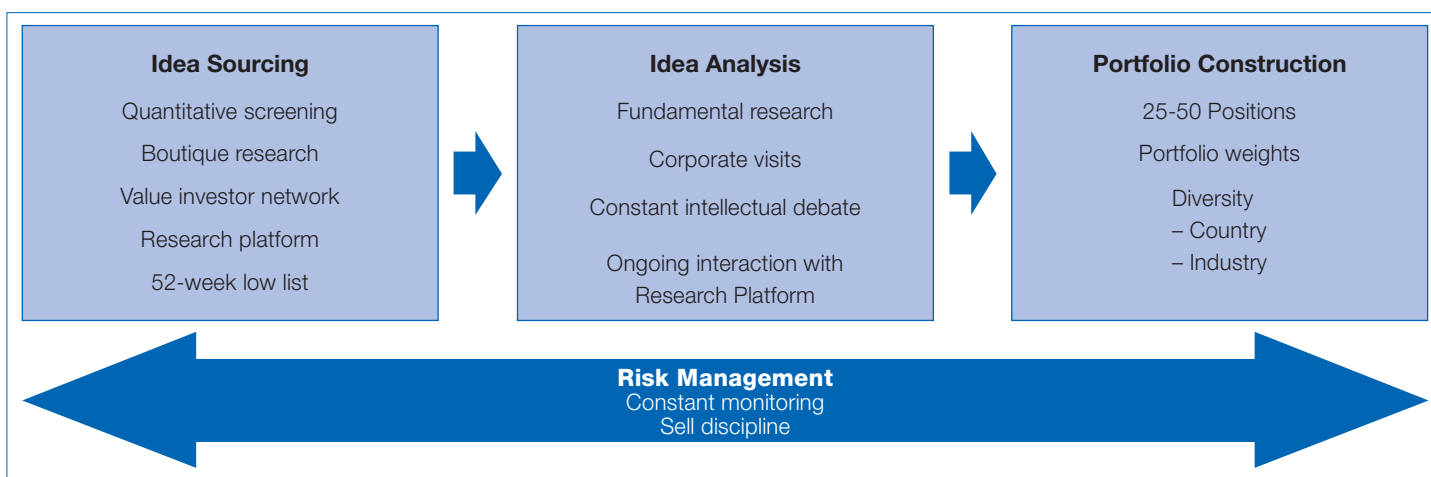 Idea Sourcing
Quantitative screening
Boutique research
Value investor network
Research platform
52-week low list
Idea Analysis
Fundamental research
Corporate visits
Constant intellectual debate
Ongoing interaction with
Research Platform
Portfolio Construction
25-50 Positions
Portfolio weights
Diversity
– Country
– Industry
Risk Management
Constant monitoring
Sell discipline